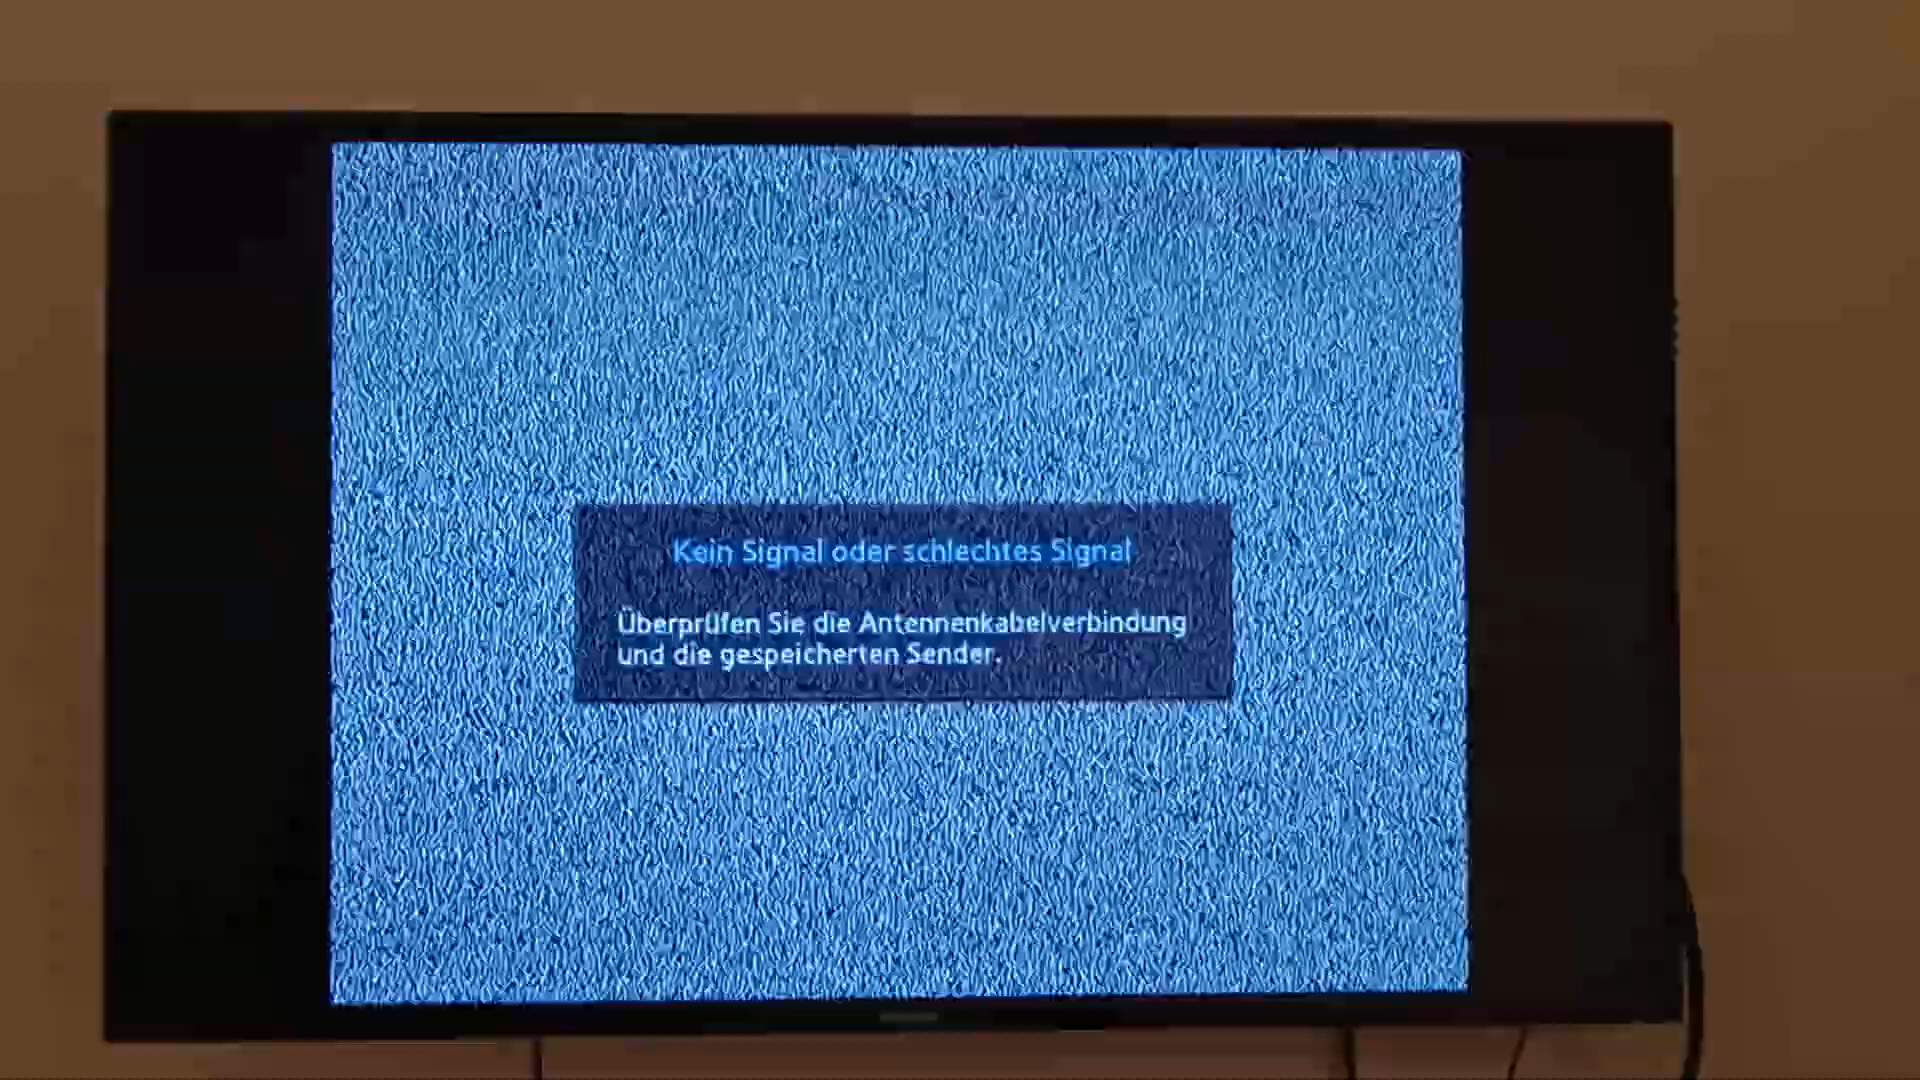 Kein Signal oder schlechtes Signal
Überprüfen Sie die Antennenkabelverbindung
und die gespeicherten Sender.